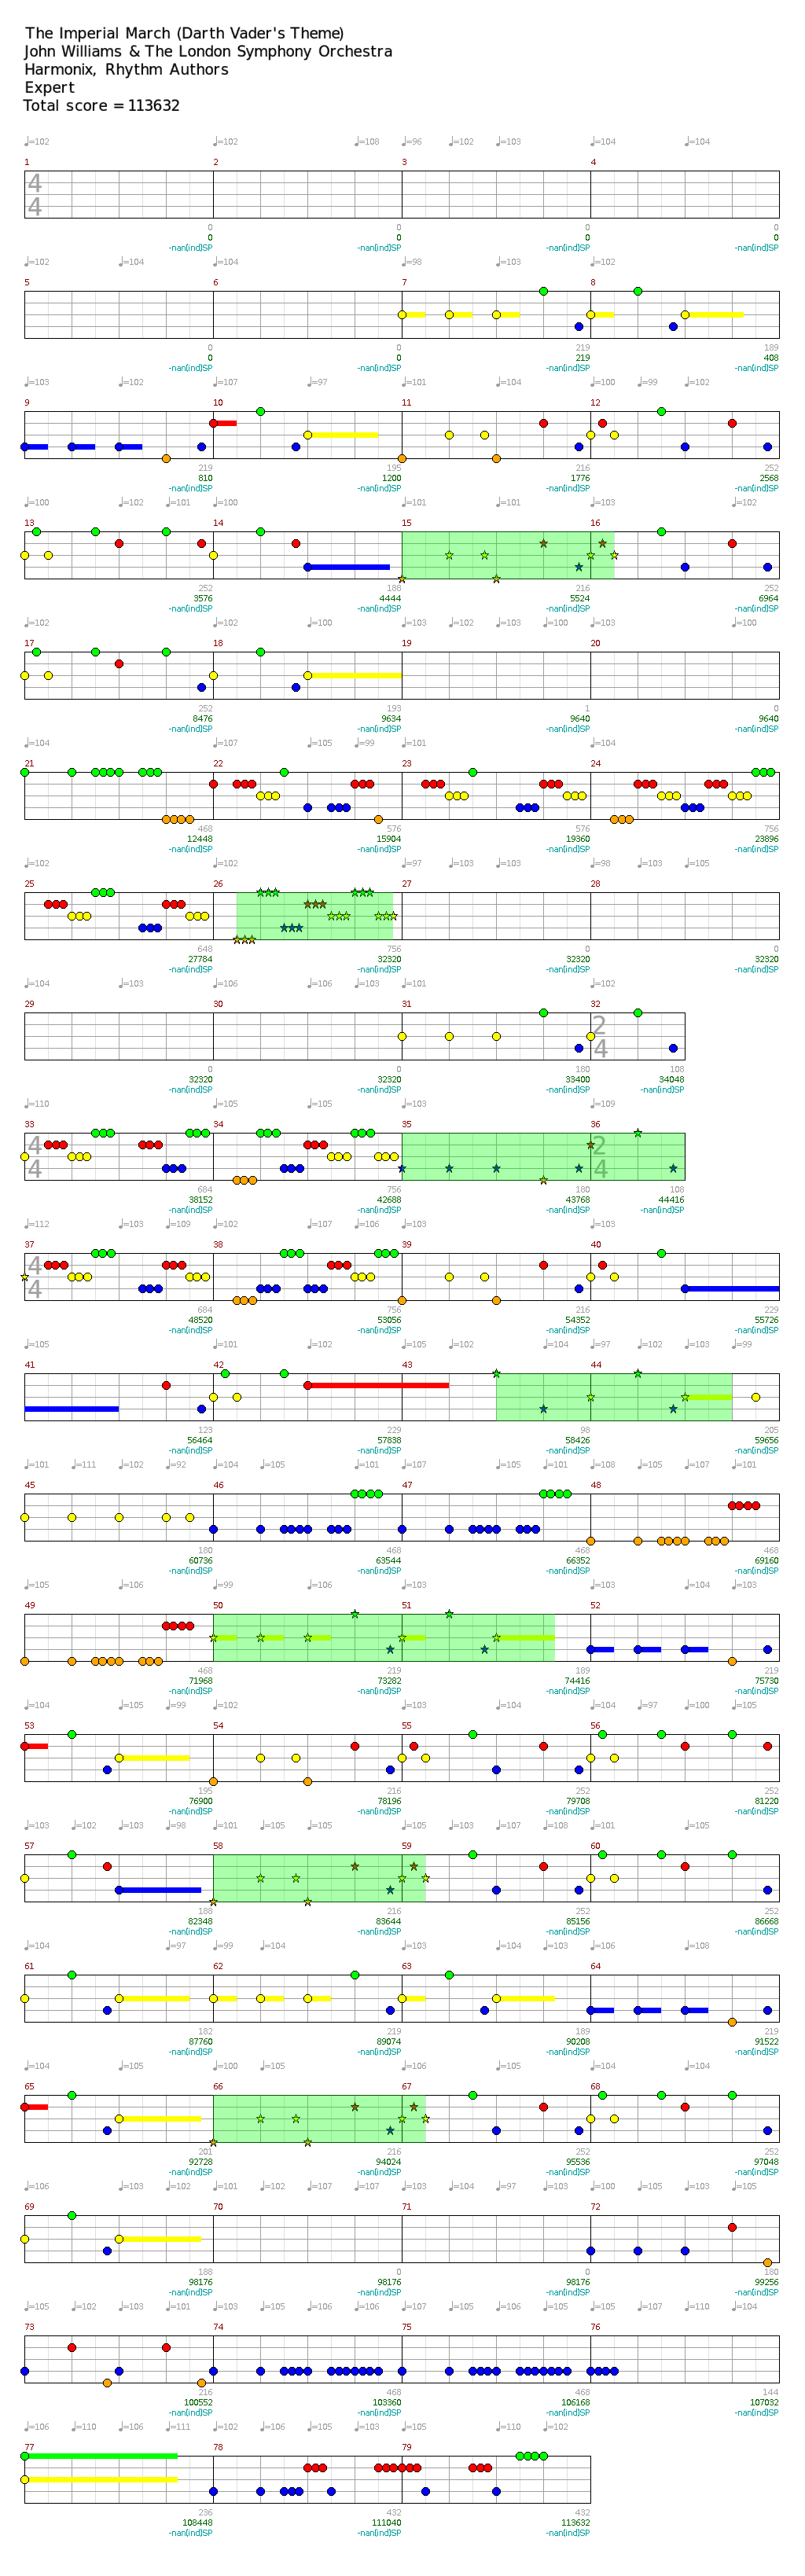 The Imperial March (Darth Vader's Theme)
John Williams & The London Symphony Orchestra
Harmonix, Rhythm Authors
Expert
Total score = 113632
♩=102 ♩=102 ♩=108 ♩=96 ♩=102 ♩=103 ♩=104 ♩=104
1 2 3 4
4
4
0 0 0 0
0 0 0 0
-nan(ind)SP -nan(ind)SP -nan(ind)SP -nan(ind)SP
♩=102 ♩=104 ♩=104 ♩=98 ♩=103 ♩=102
5 6 7 8
0 0 219 189
0 0 219 408
-nan(ind)SP -nan(ind)SP -nan(ind)SP -nan(ind)SP
♩=103 ♩=102 ♩=107 ♩=97 ♩=101 ♩=104 ♩=100 ♩=99 ♩=102
9 10 11 12
219 195 216 252
810 1200 1776 2568
-nan(ind)SP -nan(ind)SP -nan(ind)SP -nan(ind)SP
♩=100 ♩=102 ♩=101 ♩=100 ♩=101 ♩=101 ♩=103 ♩=102
13 14 15 16
252 188 216 252
3576 4444 5524 6964
-nan(ind)SP -nan(ind)SP -nan(ind)SP -nan(ind)SP
♩=102 ♩=102 ♩=100 ♩=103 ♩=102 ♩=103 ♩=100 ♩=103 ♩=100
17 18 19 20
252 193 1 0
8476 9634 9640 9640
-nan(ind)SP -nan(ind)SP -nan(ind)SP -nan(ind)SP
♩=104 ♩=107 ♩=105 ♩=99 ♩=101 ♩=104
21 22 23 24
468 576 576 756
12448 15904 19360 23896
-nan(ind)SP -nan(ind)SP -nan(ind)SP -nan(ind)SP
♩=102 ♩=102 ♩=97 ♩=103 ♩=103 ♩=98 ♩=103 ♩=105
25 26 27 28
648 756 0 0
27784 32320 32320 32320
-nan(ind)SP -nan(ind)SP -nan(ind)SP -nan(ind)SP
♩=104 ♩=103 ♩=106 ♩=106 ♩=103 ♩=101 ♩=102
29 30 31 32
2
4
0 0 180 108
32320 32320 33400 34048
-nan(ind)SP -nan(ind)SP -nan(ind)SP -nan(ind)SP
♩=110 ♩=105 ♩=103 ♩=109
33 34 35 36
4 2
4 4
684 756 180 108
38152 42688 43768 44416
-nan(ind)SP -nan(ind)SP -nan(ind)SP -nan(ind)SP
♩=112 ♩=103 ♩=109 ♩=102 ♩=107 ♩=106 ♩=103
37 38 39 40
4
4
684 756 216 229
48520 53056 54352 55726
-nan(ind)SP -nan(ind)SP -nan(ind)SP -nan(ind)SP
♩=105 ♩=101 ♩=104 ♩=105 ♩=102 ♩=104 ♩=97 ♩=102 ♩=103 ♩=99
41 42 43 44
123 229 98 205
56464 57838 58426 59656
-nan(ind)SP -nan(ind)SP -nan(ind)SP -nan(ind)SP
♩=101 ♩=111 ♩=102 ♩=92 ♩=104 ♩=105 ♩=101 ♩=107 ♩=105 ♩=101 ♩=107 ♩=101
45 46 47 48
180 468 468 468
60736 63544 66352 69160
-nan(ind)SP -nan(ind)SP -nan(ind)SP -nan(ind)SP
♩=105 ♩=106 ♩=99 ♩=106 ♩=103 ♩=103 ♩=104 ♩=103
49 50 51 52
468 219 189 219
71968 73282 74416 75730
-nan(ind)SP -nan(ind)SP -nan(ind)SP -nan(ind)SP
♩=104 ♩=105 ♩=99 ♩=102 ♩=103 ♩=104 ♩=104 ♩=97 ♩=100 ♩=105
53 54 55 56
195 216 252 252
76900 78196 79708 81220
-nan(ind)SP -nan(ind)SP -nan(ind)SP -nan(ind)SP
♩=103 ♩=102 ♩=103 ♩=98 ♩=101 ♩=105 ♩=105 ♩=103 ♩=107 ♩=108 ♩=101 ♩=105
57 58 59 60
188 216 252 252
82348 83644 85156 86668
-nan(ind)SP -nan(ind)SP -nan(ind)SP -nan(ind)SP
♩=104 ♩=97 ♩=99 ♩=104 ♩=103 ♩=104 ♩=103 ♩=106 ♩=108
61 62 63 64
182 219 189 219
87760 89074 90208 91522
-nan(ind)SP -nan(ind)SP -nan(ind)SP -nan(ind)SP
♩=104 ♩=105 ♩=100 ♩=105 ♩=106 ♩=105 ♩=104
65 66 67 68
201 216 252 252
92728 94024 95536 97048
-nan(ind)SP -nan(ind)SP -nan(ind)SP -nan(ind)SP
♩=106 ♩=103 ♩=102 ♩=101 ♩=102 ♩=107 ♩=107 ♩=103 ♩=104 ♩=97 ♩=103 ♩=100 ♩=103 ♩=105 ♩=105
69 70 71 72
188 0 0 180
98176 98176 98176 99256
-nan(ind)SP -nan(ind)SP -nan(ind)SP -nan(ind)SP
♩=105 ♩=102 ♩=103 ♩=101 ♩=103 ♩=105 ♩=106 ♩=106 ♩=107 ♩=105 ♩=106 ♩=105 ♩=105 ♩=107 ♩=110 ♩=104
73 74 75 76
216 468 468 144
100552 103360 106168 107032
-nan(ind)SP -nan(ind)SP -nan(ind)SP -nan(ind)SP
♩=106 ♩=110 ♩=106 ♩=111 ♩=102 ♩=106 ♩=105 ♩=103 ♩=105 ♩=110 ♩=102
77 78 79
236 432 432
108448 111040 113632
-nan(ind)SP -nan(ind)SP -nan(ind)SP